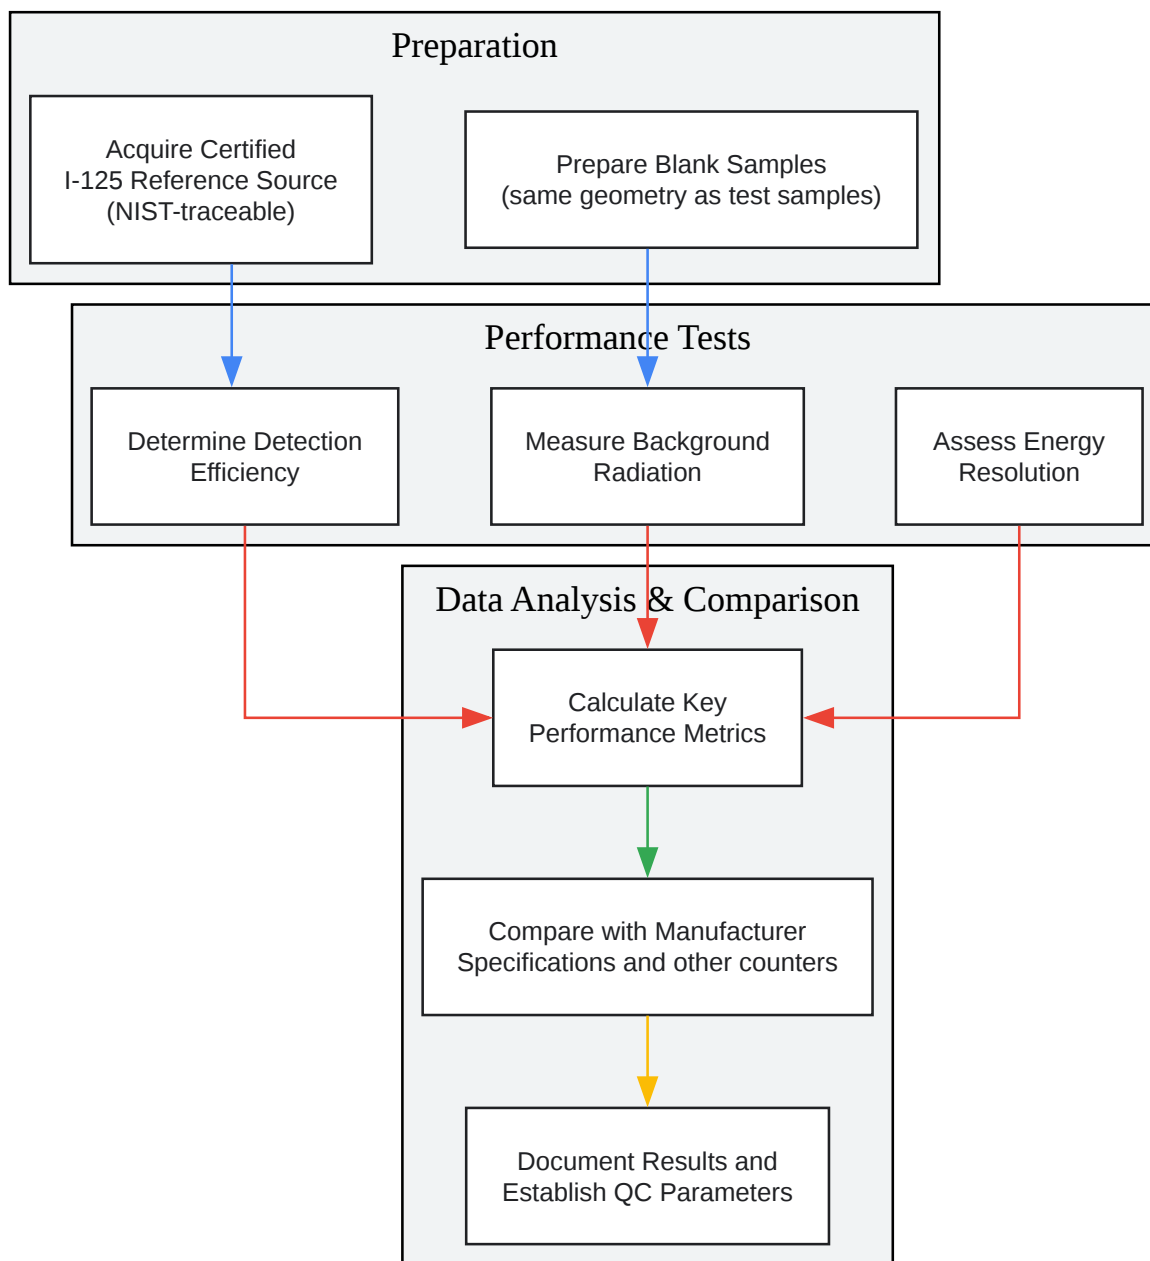 Preparation
Acquire Certified
I-125 Reference Source
(NIST-traceable)
Prepare Blank Samples
(same geometry as test samples)
Performance Tests
Determine Detection
Efficiency
Measure Background
Radiation
Assess Energy
Resolution
Data Analysis & Comparison
Calculate Key
Performance Metrics
Compare with Manufacturer
Specifications and other counters
Document Results and
Establish QC Parameters